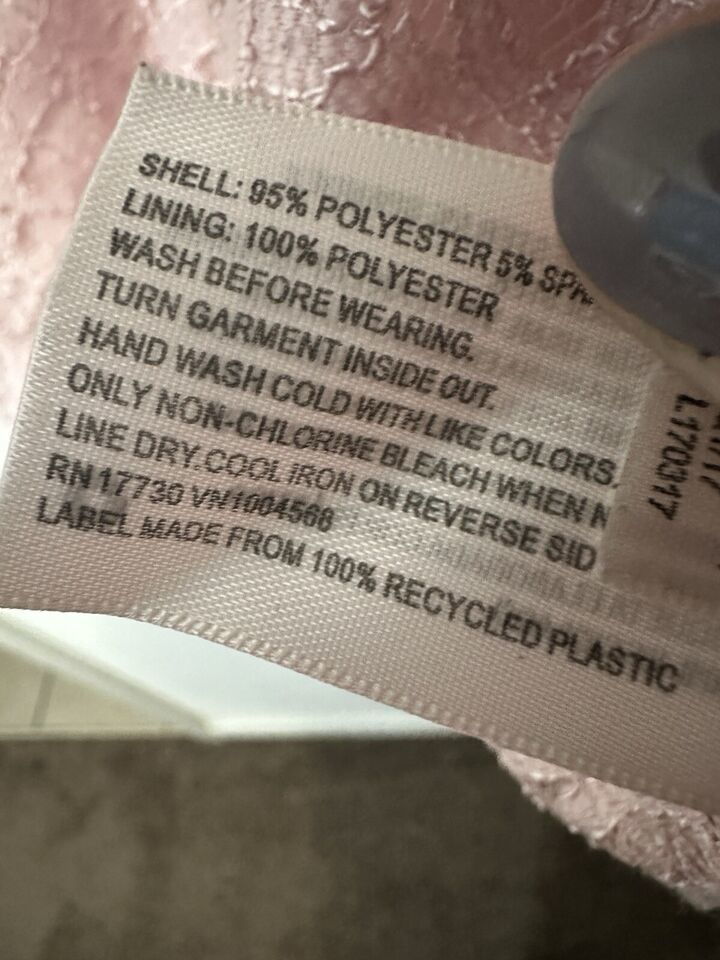 SHELL: 95% POLYESTER 5%
LINING: 100% POLYESTER
WASH BEFORE WEARING.
TURN GARMENT INSIDE OUT.
HAND WASH COLD WITH LIKE COLORS.
ONLY NON-CHLORINE BLEACH WHEN
LINE DRY. COOL IRON ON REVERSE SID
RN 17730 VN1004568
LABEL MADE FROM 100% RECYCLED PLASTIC
L170317